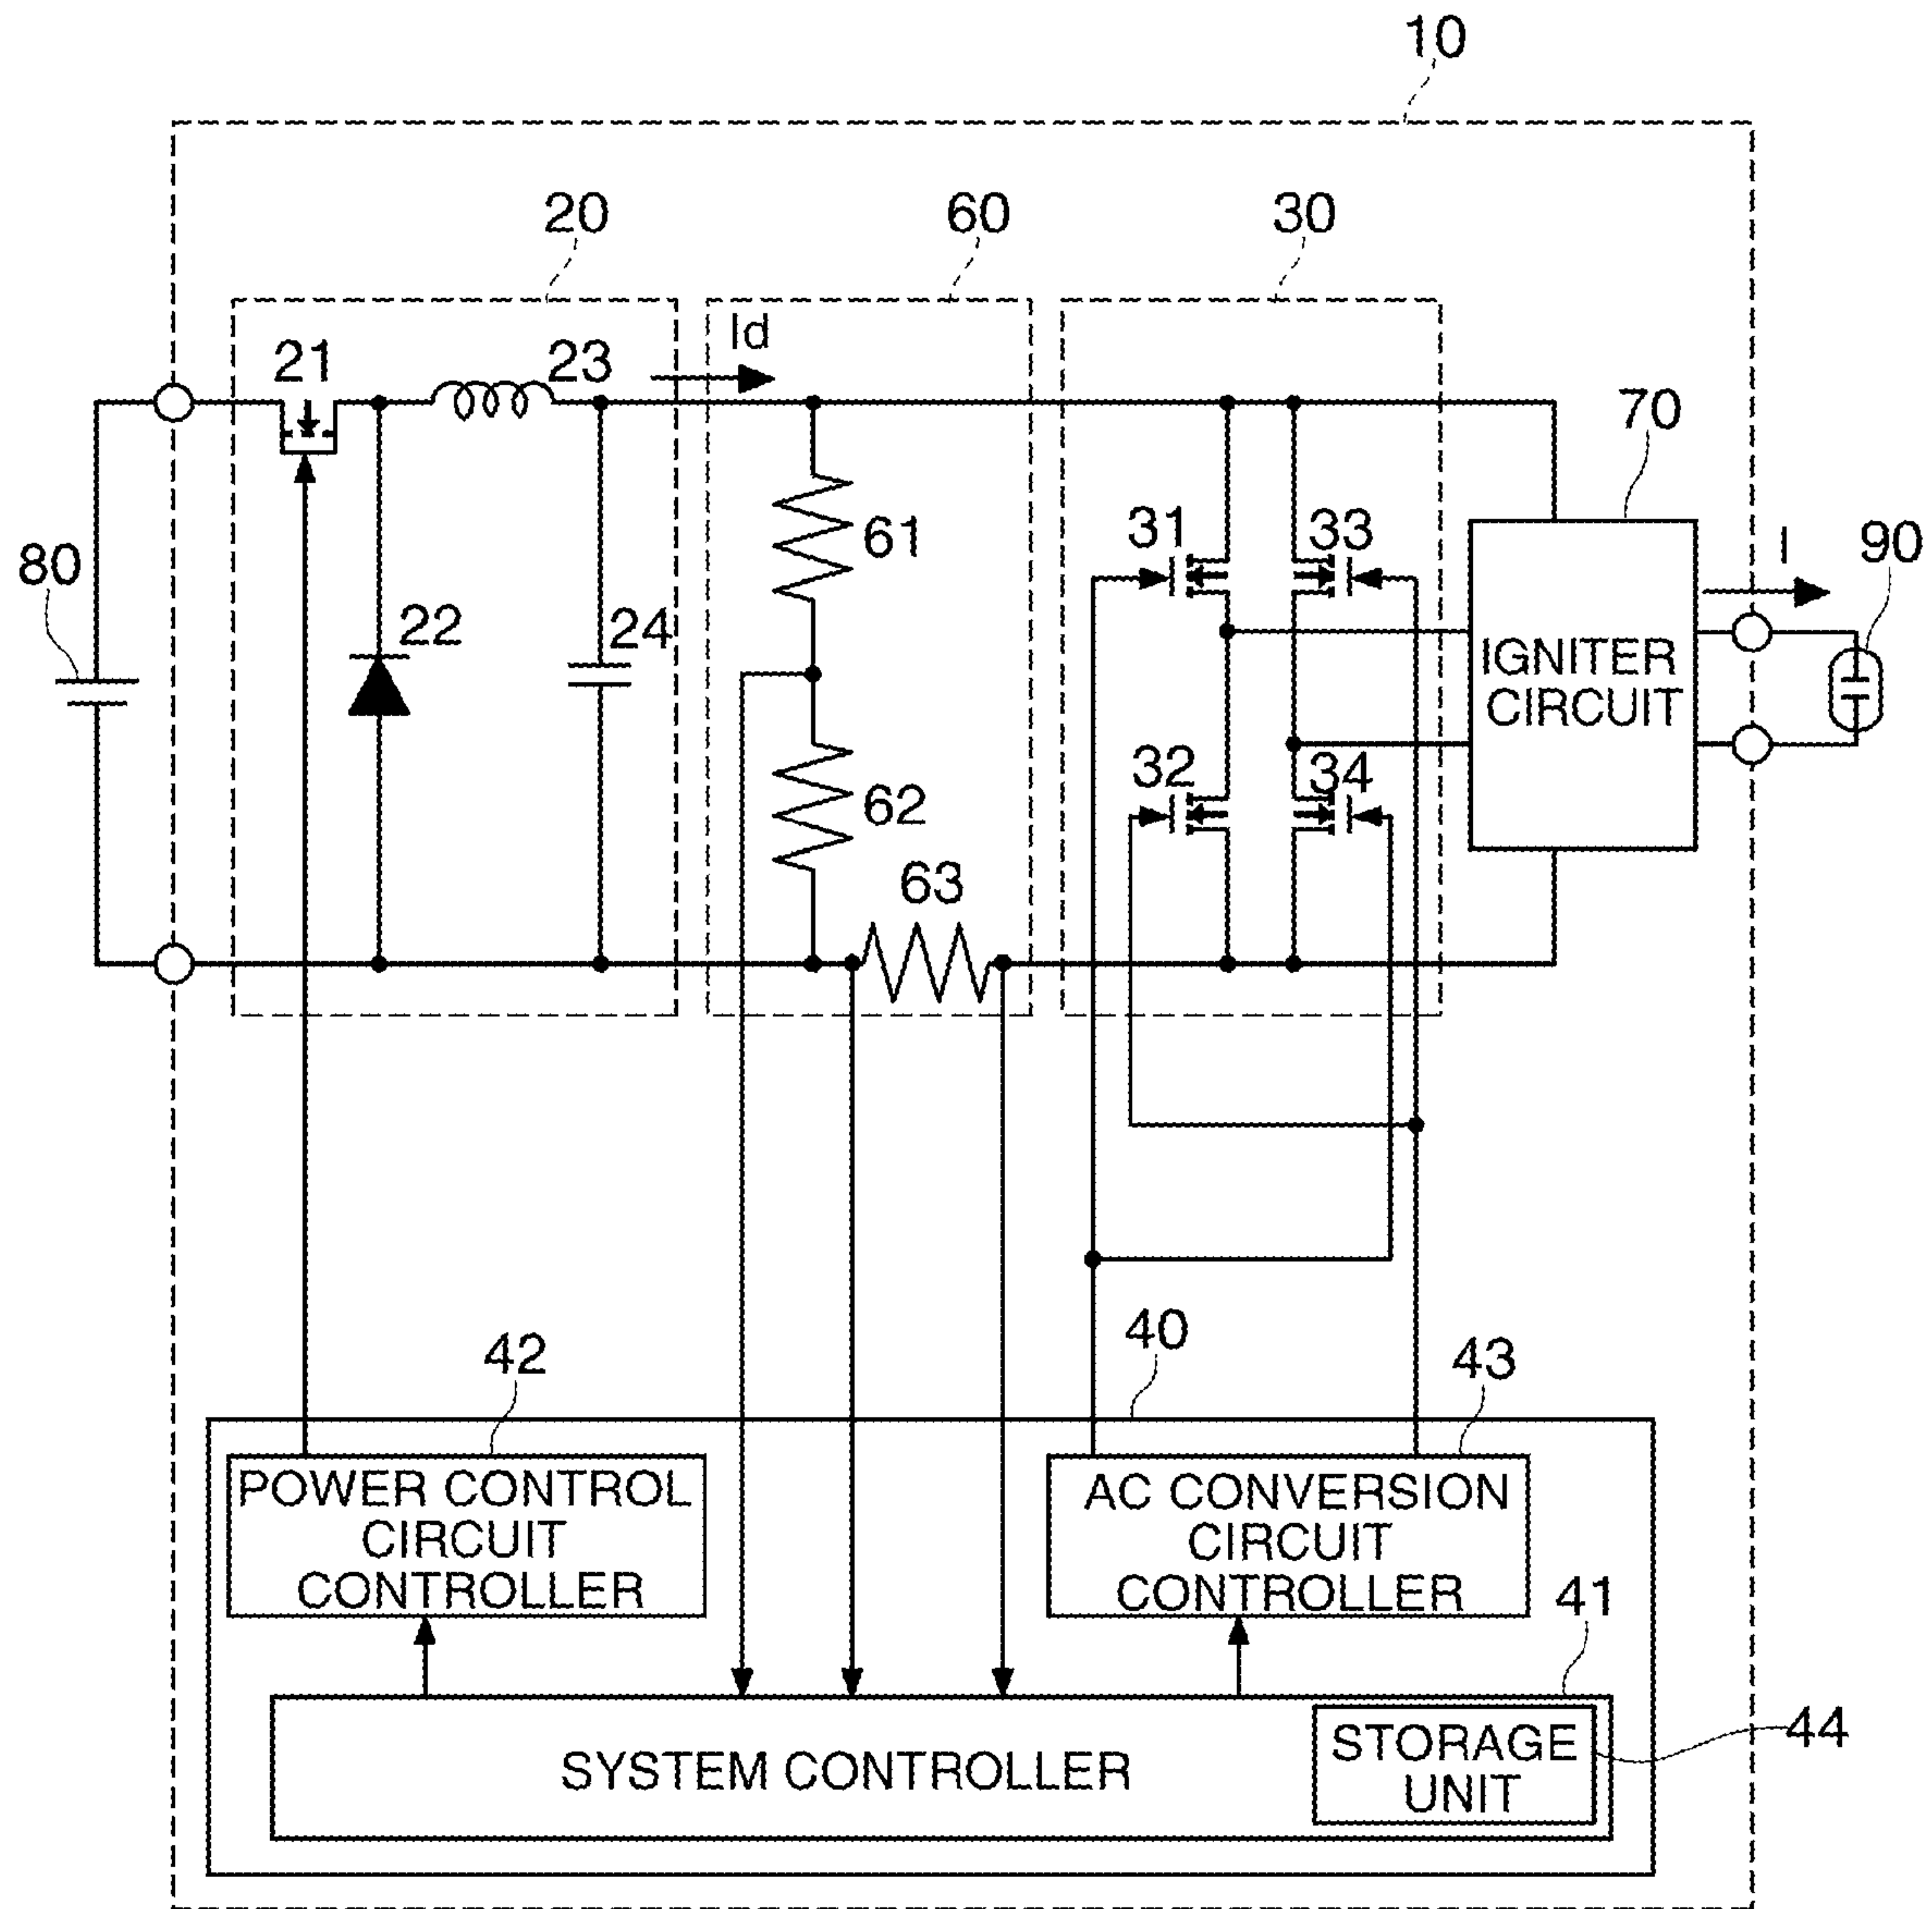 10
20
60
30
Id
21
23
70
31
33
I
90
61
80
22
24
IGNITER
CIRCUIT
32
34
62
63
40
42
43
POWER CONTROL
CIRCUIT
CONTROLLER
AC CONVERSION
CIRCUIT
CONTROLLER
41
SYSTEM CONTROLLER
STORAGE
UNIT
44